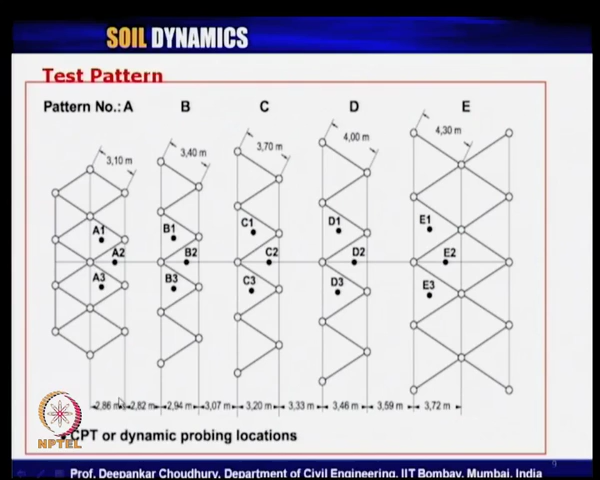 SOIL DYNAMICS
Test Pattern
Pattern No.: A B C D E
3,10 m 3,40 m 3,70 m 4,00 m 4,30 m
A1 B1 C1 D1 E1
A2 B2 C2 D2 E2
A3 B3 C3 D3 E3
2,86 m 2,82 m 2,94 m 3,07 m 3,20 m 3,33 m 3,46 m 3,59 m 3,72 m
CPT or dynamic probing locations
NPTEL
9
Prof. Deepankar Choudhury, Department of Civil Engineering, IIT Bombay, Mumbai, India